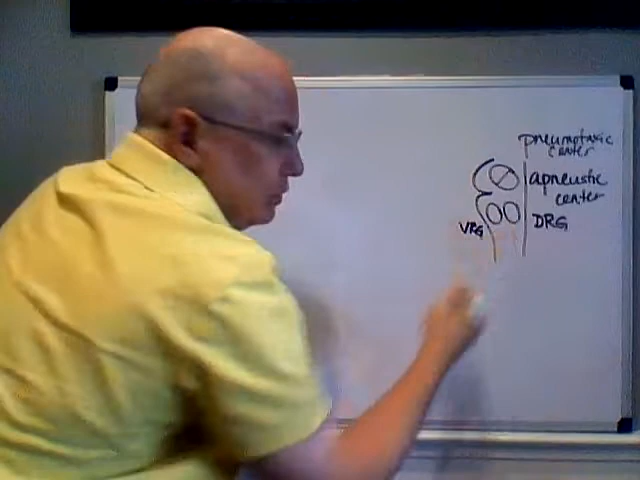 pneumotaxic
center
apneustic
center
VRG
DRG